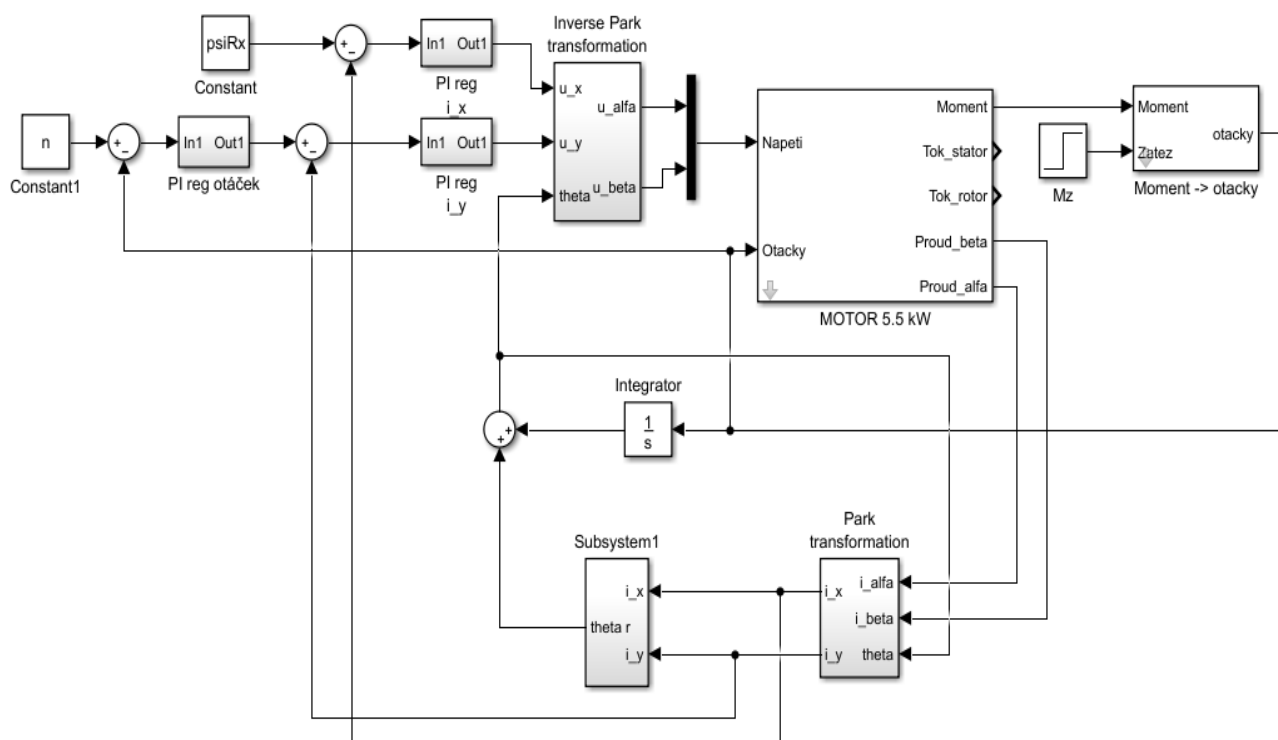 Inverse Park
transformation
psiRx
Constant
+
−
In1 Out1
PI reg
i_x
n
Constant1
+
−
In1 Out1
PI reg otáček
+
−
In1 Out1
PI reg
i_y
u_x
u_y
theta
u_alfa
u_beta
Napeti
Otacky
Moment
Tok_stator
Tok_rotor
Proud_beta
Proud_alfa
MOTOR 5.5 kW
Mz
Moment
Zatez
otacky
Moment -> otacky
Integrator
1
s
+
+
Subsystem1
i_x
theta r
i_y
Park
transformation
i_x
i_y
i_alfa
i_beta
theta